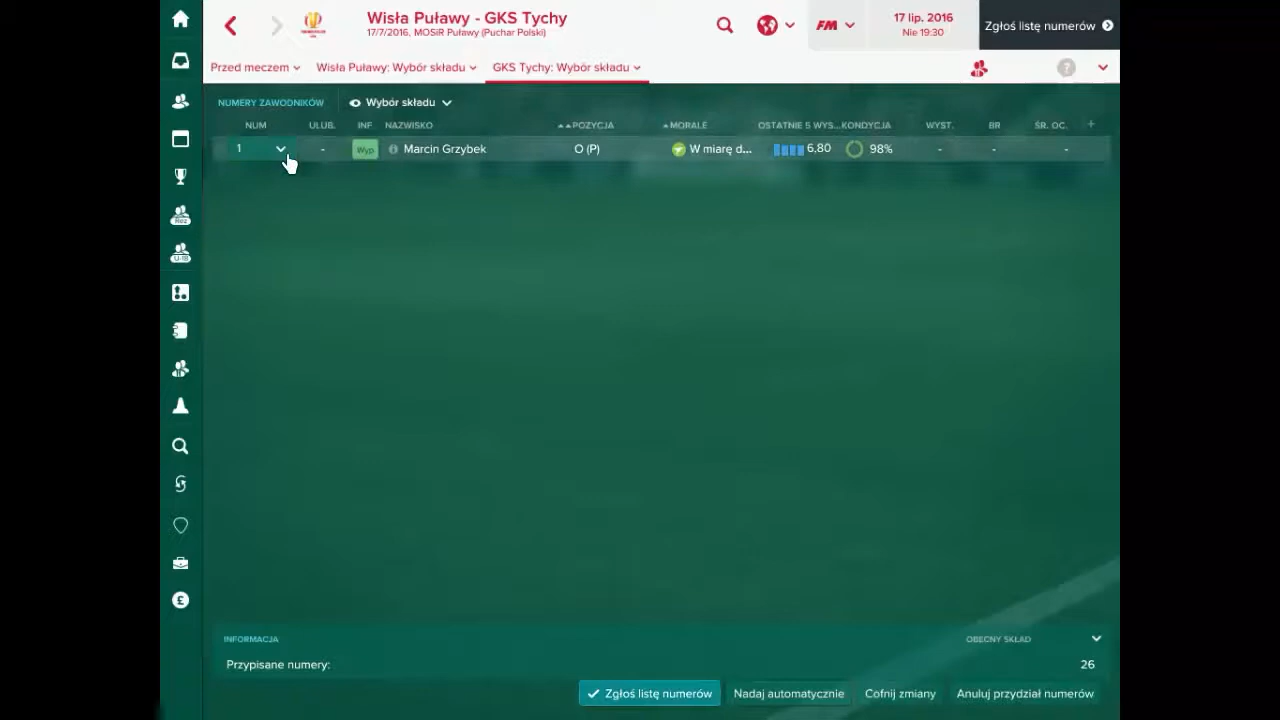 Wisła Puławy - GKS Tychy
17/7/2016, MOSiR Puławy (Puchar Polski)
FM
17 lip. 2016
Nie 19:30
Zgłoś listę numerów
Przed meczem
Wisła Puławy: Wybór składu
GKS Tychy: Wybór składu
?
NUMERY ZAWODNIKÓW
Wybór składu
NUM ULUB. INF NAZWISKO POZYCJA MORALE OSTATNIE 5 WYS... KONDYCJA WYST. BR ŚR. OC. +
1 - Wyp Marcin Grzybek O (P) W miarę d... 6,80 98% - - -
Rez
U-19
INFORMACJA OBECNY SKŁAD
Przypisane numery: 26
Zgłoś listę numerów Nadaj automatycznie Cofnij zmiany Anuluj przydział numerów